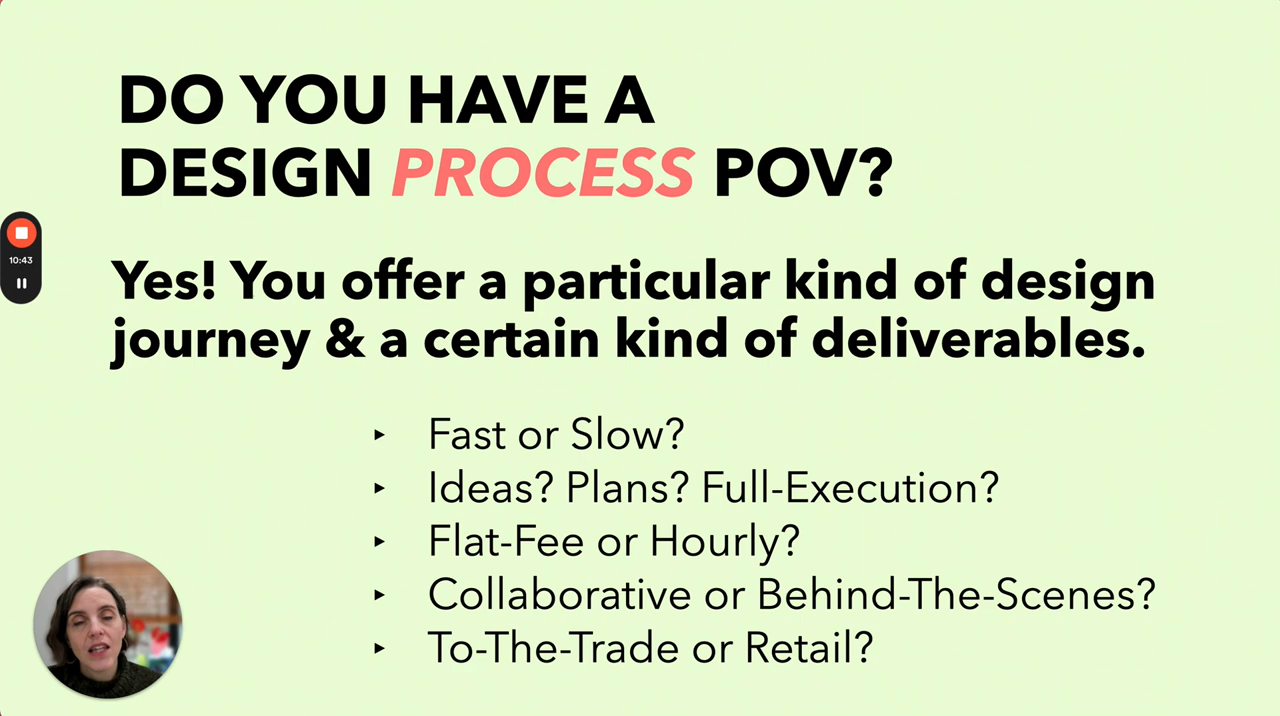 DO YOU HAVE A
DESIGN PROCESS POV?
Yes! You offer a particular kind of design
journey & a certain kind of deliverables.
10:43
‣ Fast or Slow?
‣ Ideas? Plans? Full-Execution?
‣ Flat-Fee or Hourly?
‣ Collaborative or Behind-The-Scenes?
‣ To-The-Trade or Retail?